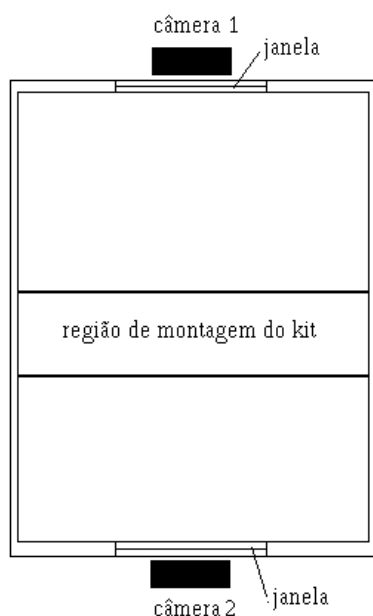 câmera 1
janela
região de montagem do kit
janela
câmera 2